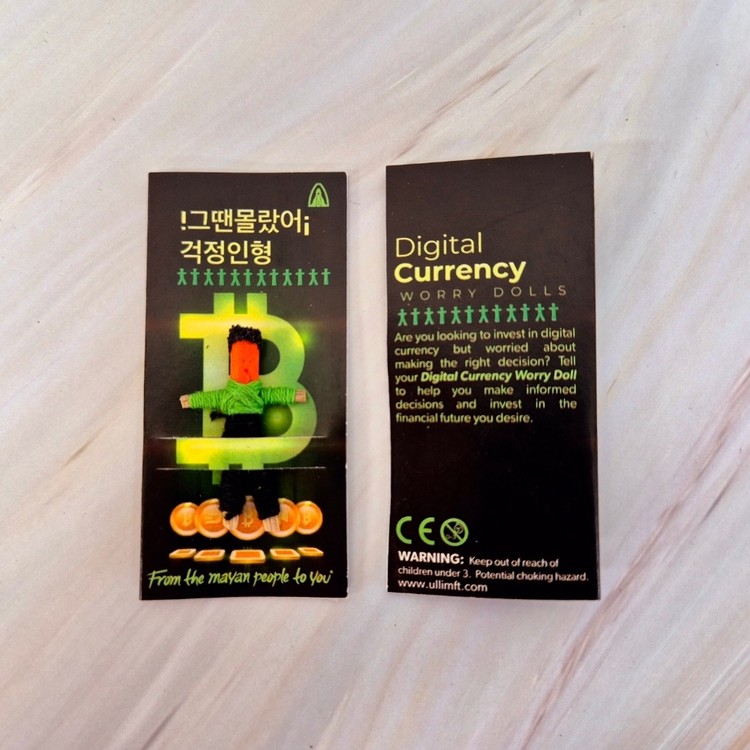 !그땐몰랐어¡
걱정인형
From the mayan people to you
Digital
Currency
WORRY DOLLS
Are you looking to invest in digital
currency but worried about
making the right decision? Tell
your Digital Currency Worry Doll
to help you make informed
decisions and invest in the
financial future you desire.
CE
WARNING: Keep out of reach of
children under 3. Potential choking hazard.
www.ullimft.com